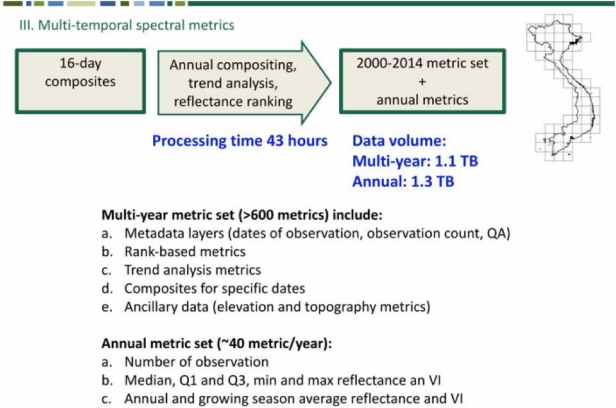 III. Multi-temporal spectral metrics
16-day
composites
Annual compositing,
trend analysis,
reflectance ranking
2000-2014 metric set
+
annual metrics
Processing time 43 hours
Data volume:
Multi-year: 1.1 TB
Annual: 1.3 TB
Multi-year metric set (>600 metrics) include:
a. Metadata layers (dates of observation, observation count, QA)
b. Rank-based metrics
c. Trend analysis metrics
d. Composites for specific dates
e. Ancillary data (elevation and topography metrics)
Annual metric set (~40 metric/year):
a. Number of observation
b. Median, Q1 and Q3, min and max reflectance an VI
c. Annual and growing season average reflectance and VI